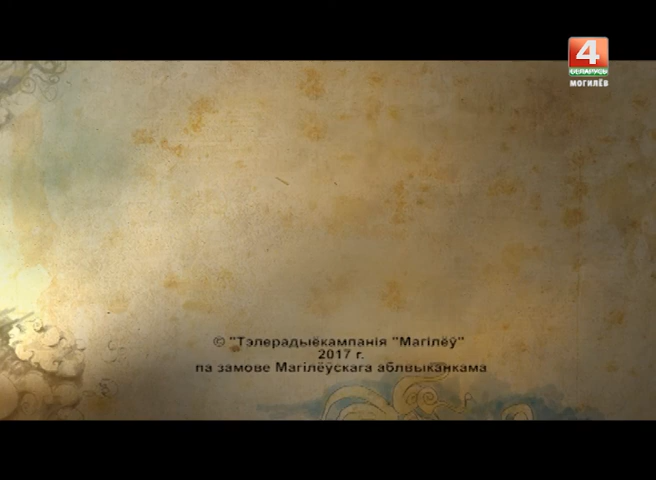 4
БЕЛАРУСЬ
МОГИЛЁВ
© "Тэлерадыёкампанія "Магілёў"
2017 г.
па замове Магілёўскага аблвыканкама